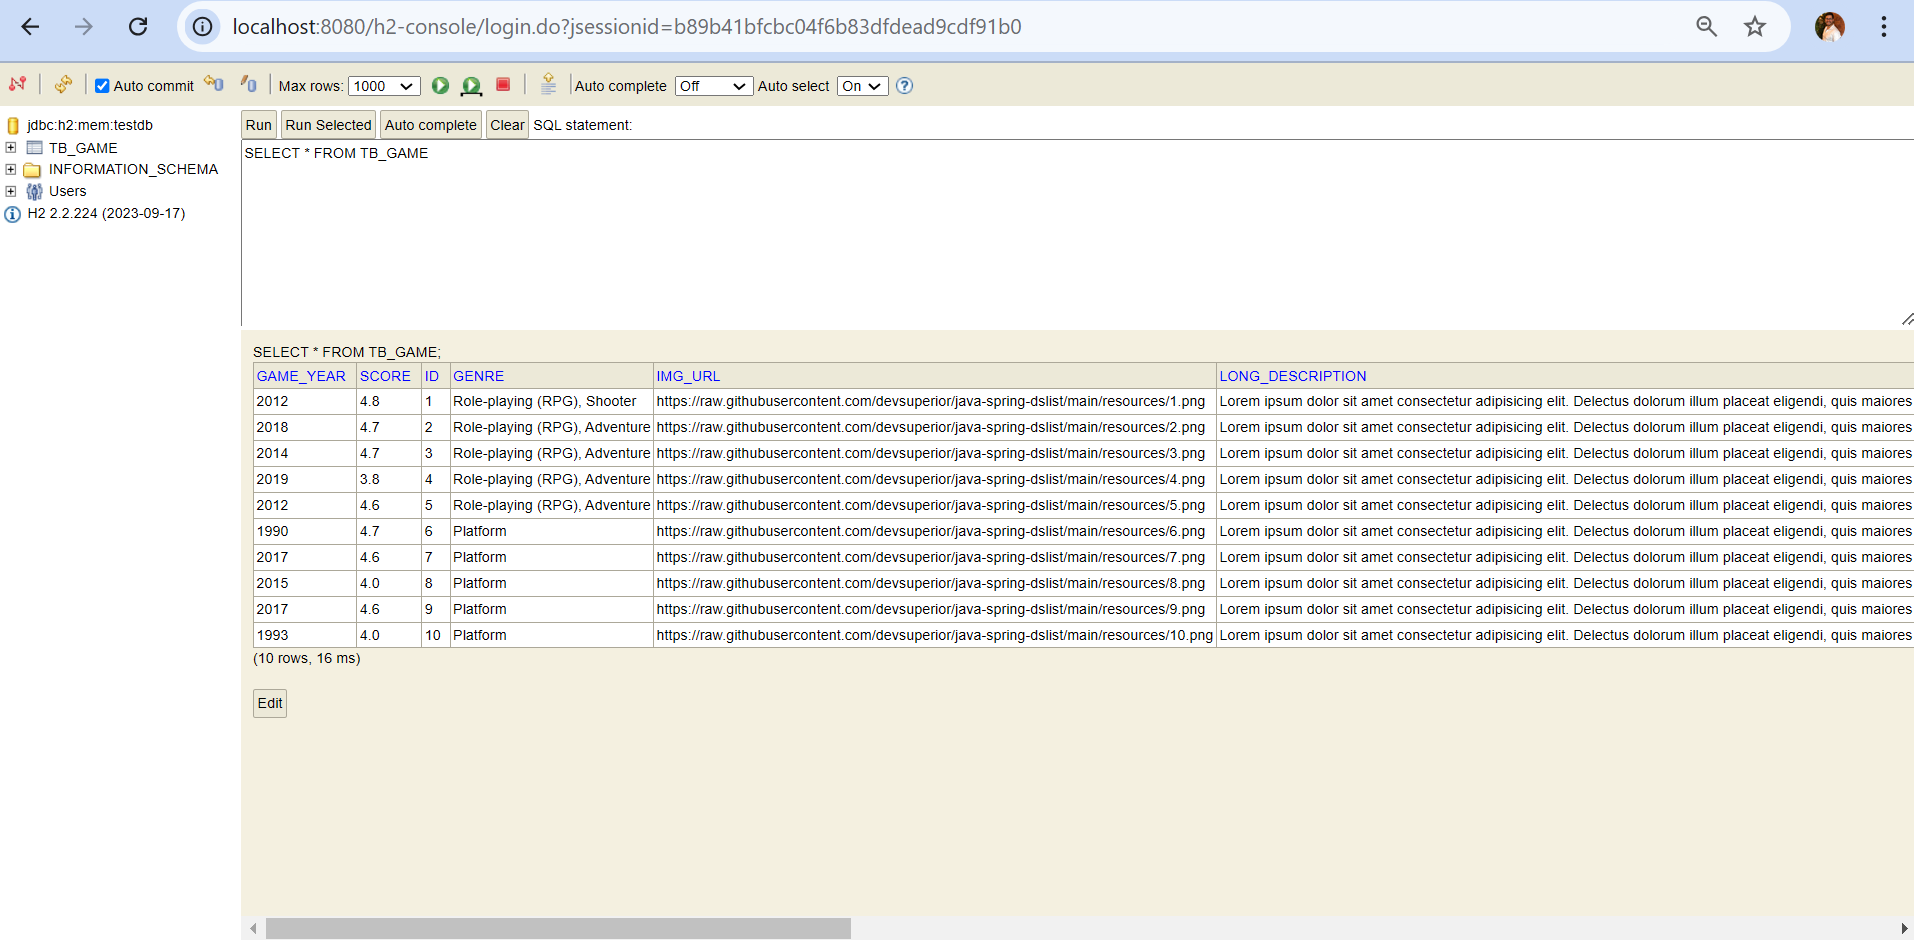 localhost:8080/h2-console/login.do?jsessionid=b89b41bfcbc04f6b83dfdead9cdf91b0
Auto commit Max rows: 1000 Auto complete Off Auto select On
jdbc:h2:mem:testdb
TB_GAME
INFORMATION_SCHEMA
Users
H2 2.2.224 (2023-09-17)
Run Run Selected Auto complete Clear SQL statement:
SELECT * FROM TB_GAME
SELECT * FROM TB_GAME;
GAME_YEAR SCORE ID GENRE IMG_URL LONG_DESCRIPTION
2012 4.8 1 Role-playing (RPG), Shooter https://raw.githubusercontent.com/devsuperior/java-spring-dslist/main/resources/1.png Lorem ipsum dolor sit amet consectetur adipisicing elit. Delectus dolorum illum placeat eligendi, quis maiores
2018 4.7 2 Role-playing (RPG), Adventure https://raw.githubusercontent.com/devsuperior/java-spring-dslist/main/resources/2.png Lorem ipsum dolor sit amet consectetur adipisicing elit. Delectus dolorum illum placeat eligendi, quis maiores
2014 4.7 3 Role-playing (RPG), Adventure https://raw.githubusercontent.com/devsuperior/java-spring-dslist/main/resources/3.png Lorem ipsum dolor sit amet consectetur adipisicing elit. Delectus dolorum illum placeat eligendi, quis maiores
2019 3.8 4 Role-playing (RPG), Adventure https://raw.githubusercontent.com/devsuperior/java-spring-dslist/main/resources/4.png Lorem ipsum dolor sit amet consectetur adipisicing elit. Delectus dolorum illum placeat eligendi, quis maiores
2012 4.6 5 Role-playing (RPG), Adventure https://raw.githubusercontent.com/devsuperior/java-spring-dslist/main/resources/5.png Lorem ipsum dolor sit amet consectetur adipisicing elit. Delectus dolorum illum placeat eligendi, quis maiores
1990 4.7 6 Platform https://raw.githubusercontent.com/devsuperior/java-spring-dslist/main/resources/6.png Lorem ipsum dolor sit amet consectetur adipisicing elit. Delectus dolorum illum placeat eligendi, quis maiores
2017 4.6 7 Platform https://raw.githubusercontent.com/devsuperior/java-spring-dslist/main/resources/7.png Lorem ipsum dolor sit amet consectetur adipisicing elit. Delectus dolorum illum placeat eligendi, quis maiores
2015 4.0 8 Platform https://raw.githubusercontent.com/devsuperior/java-spring-dslist/main/resources/8.png Lorem ipsum dolor sit amet consectetur adipisicing elit. Delectus dolorum illum placeat eligendi, quis maiores
2017 4.6 9 Platform https://raw.githubusercontent.com/devsuperior/java-spring-dslist/main/resources/9.png Lorem ipsum dolor sit amet consectetur adipisicing elit. Delectus dolorum illum placeat eligendi, quis maiores
1993 4.0 10 Platform https://raw.githubusercontent.com/devsuperior/java-spring-dslist/main/resources/10.png Lorem ipsum dolor sit amet consectetur adipisicing elit. Delectus dolorum illum placeat eligendi, quis maiores
(10 rows, 16 ms)
Edit